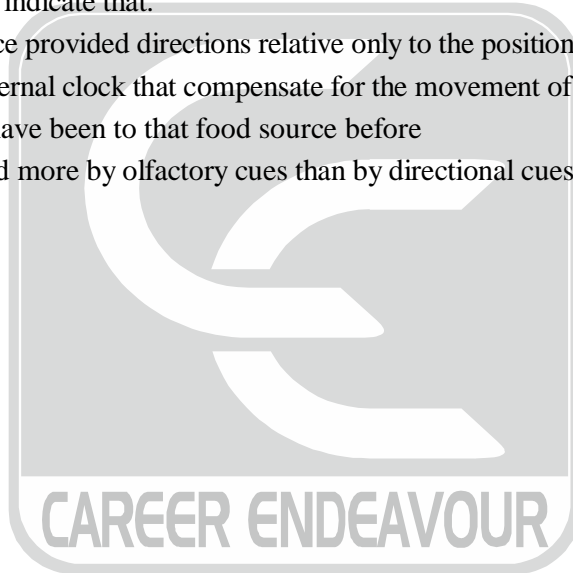 indicate that.
ce provided directions relative only to the position
ernal clock that compensate for the movement of
ave been to that food source before
d more by olfactory cues than by directional cues
CAREER ENDEAVOUR